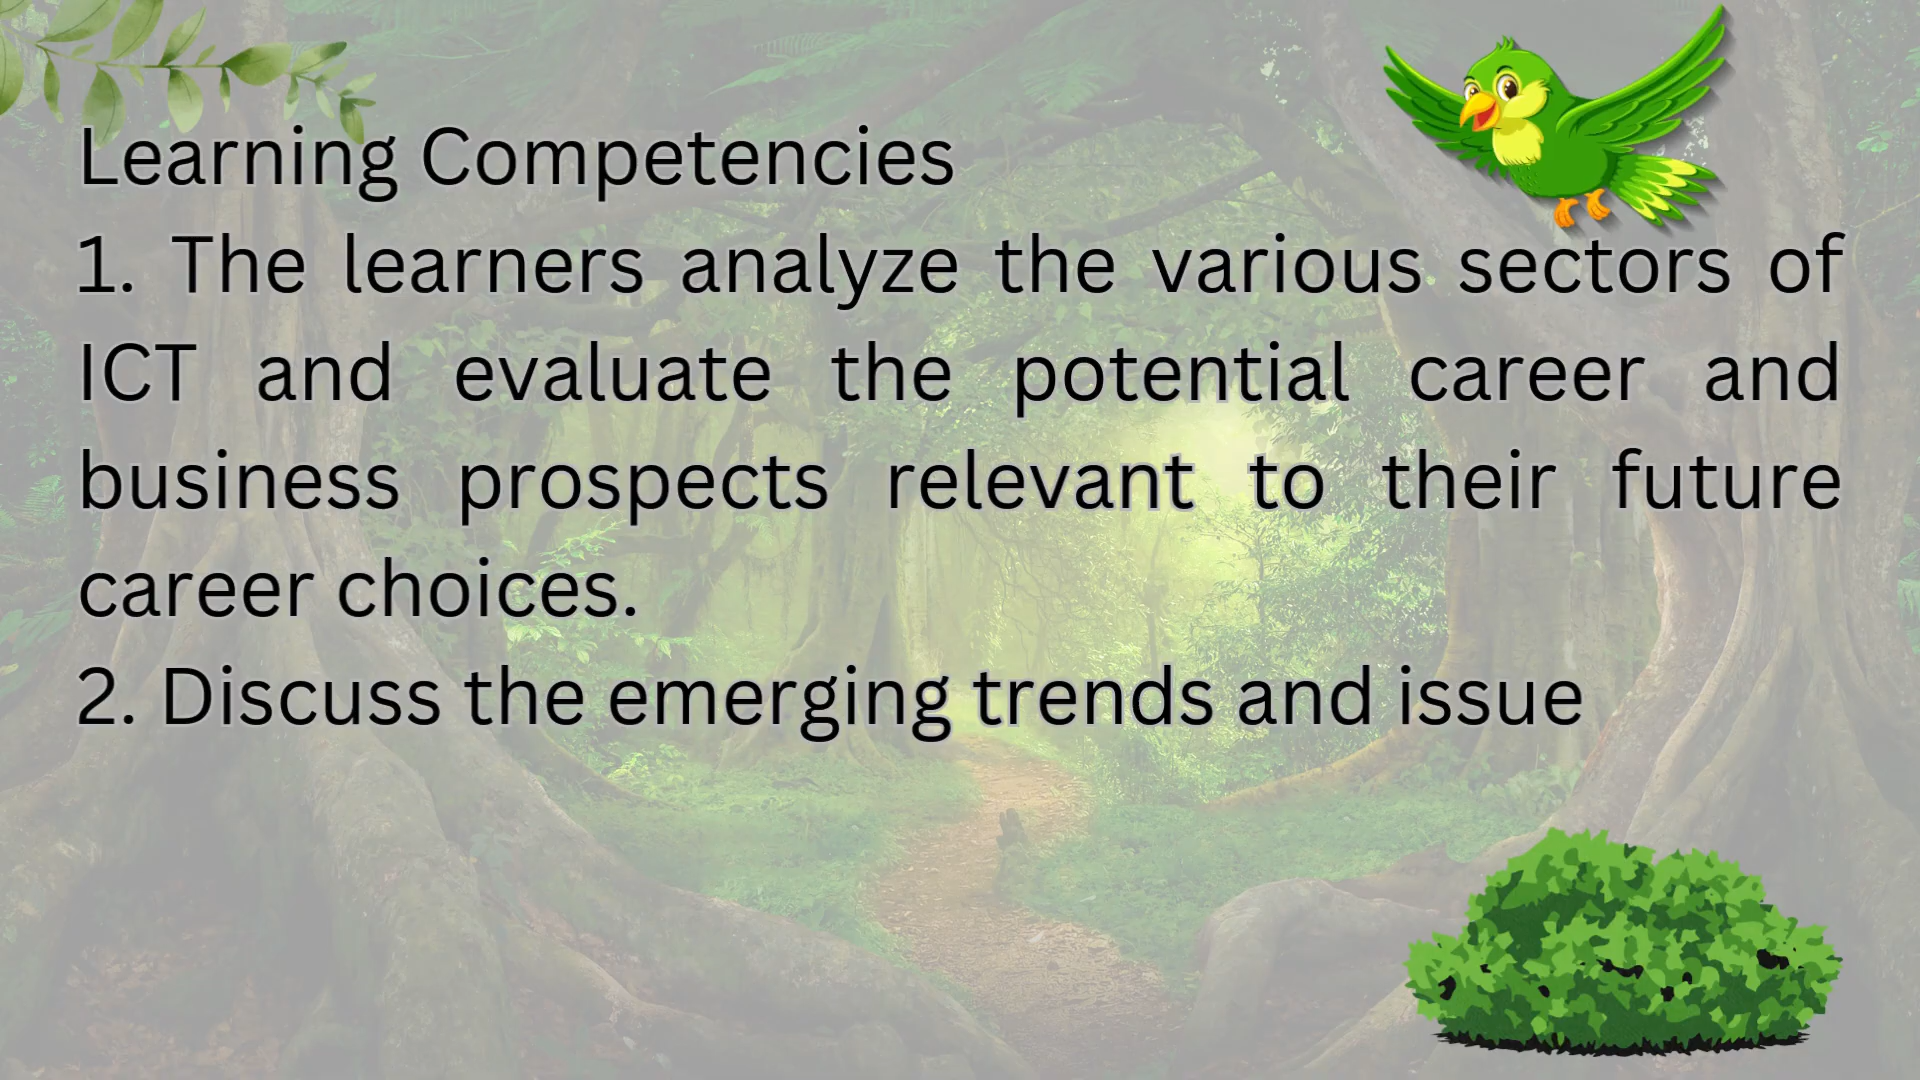 Learning Competencies
1. The learners analyze the various sectors of
ICT and evaluate the potential career and
business prospects relevant to their future
career choices.
2. Discuss the emerging trends and issue